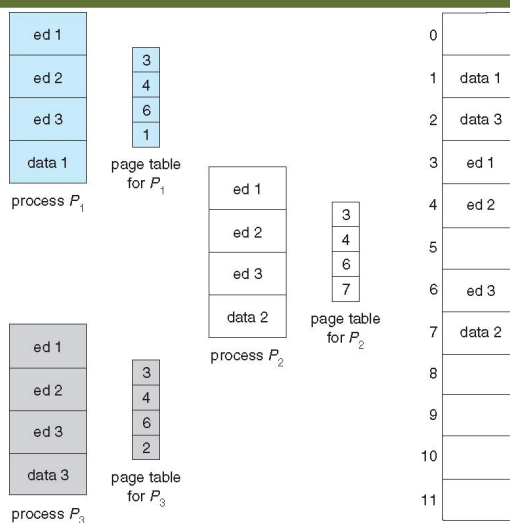 ed 1
ed 2
ed 3
data 1
process P1
3
4
6
1
page table
for P1
ed 1
ed 2
ed 3
data 2
process P2
3
4
6
7
page table
for P2
ed 1
ed 2
ed 3
data 3
process P3
3
4
6
2
page table
for P3
0
1 data 1
2 data 3
3 ed 1
4 ed 2
5
6 ed 3
7 data 2
8
9
10
11